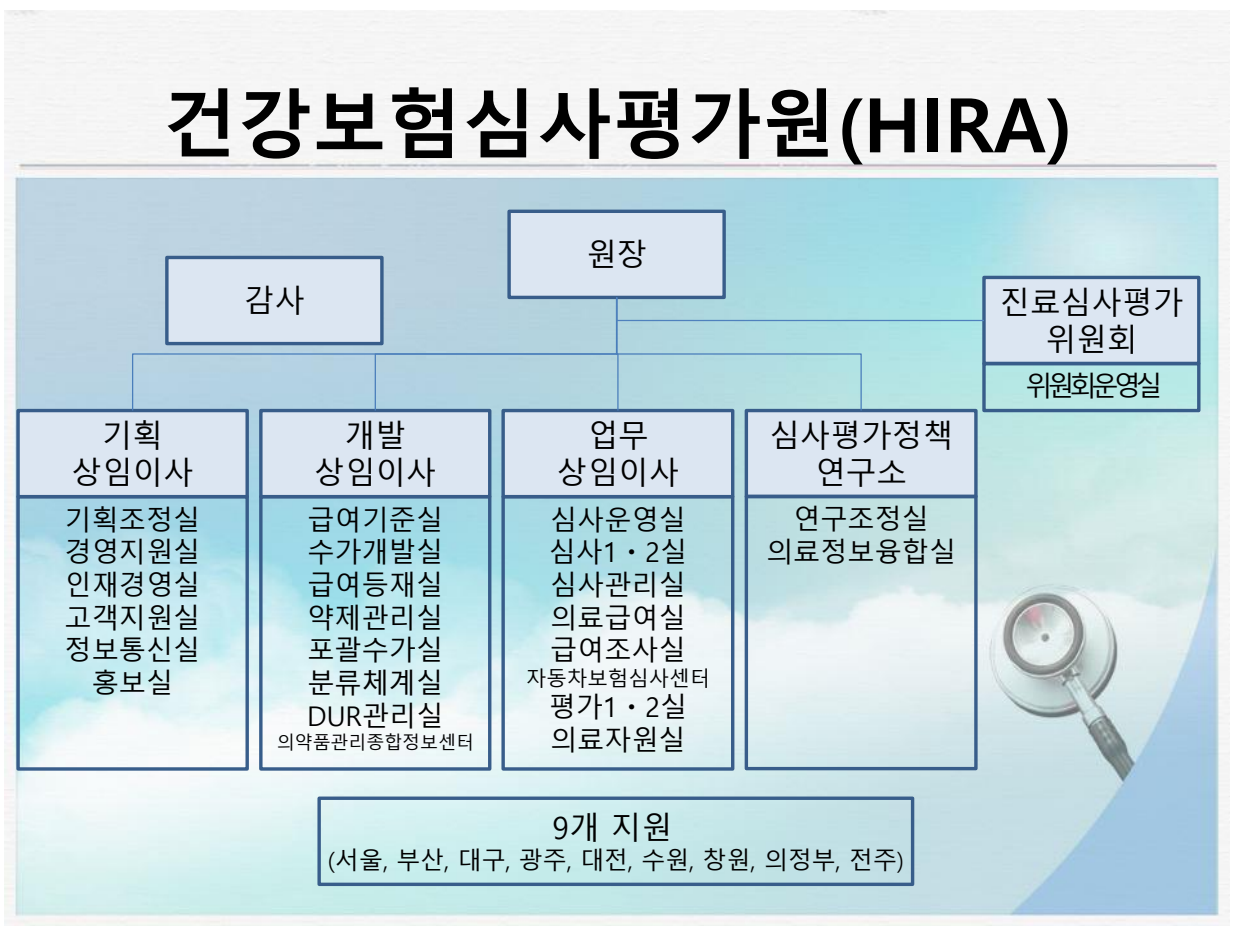 건강보험심사평가원(HIRA)
원장
감사
진료심사평가
위원회
위원회운영실
기획
상임이사
기획조정실
경영지원실
인재경영실
고객지원실
정보통신실
홍보실
개발
상임이사
급여기준실
수가개발실
급여등재실
약제관리실
포괄수가실
분류체계실
DUR관리실
의약품관리종합정보센터
업무
상임이사
심사운영실
심사1・2실
심사관리실
의료급여실
급여조사실
자동차보험심사센터
평가1・2실
의료자원실
심사평가정책
연구소
연구조정실
의료정보융합실
9개 지원
(서울, 부산, 대구, 광주, 대전, 수원, 창원, 의정부, 전주)